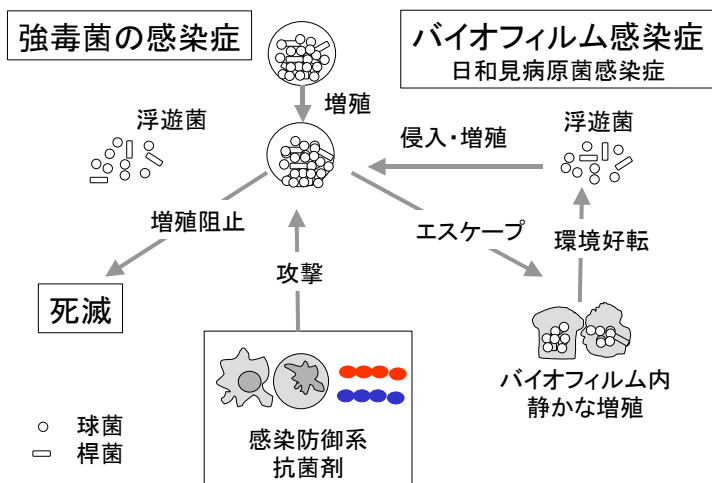 強毒菌の感染症
バイオフィルム感染症
日和見病原菌感染症
増殖
浮遊菌
浮遊菌
侵入・増殖
増殖阻止
エスケープ
環境好転
攻撃
死滅
バイオフィルム内
静かな増殖
感染防御系
抗菌剤
球菌
桿菌